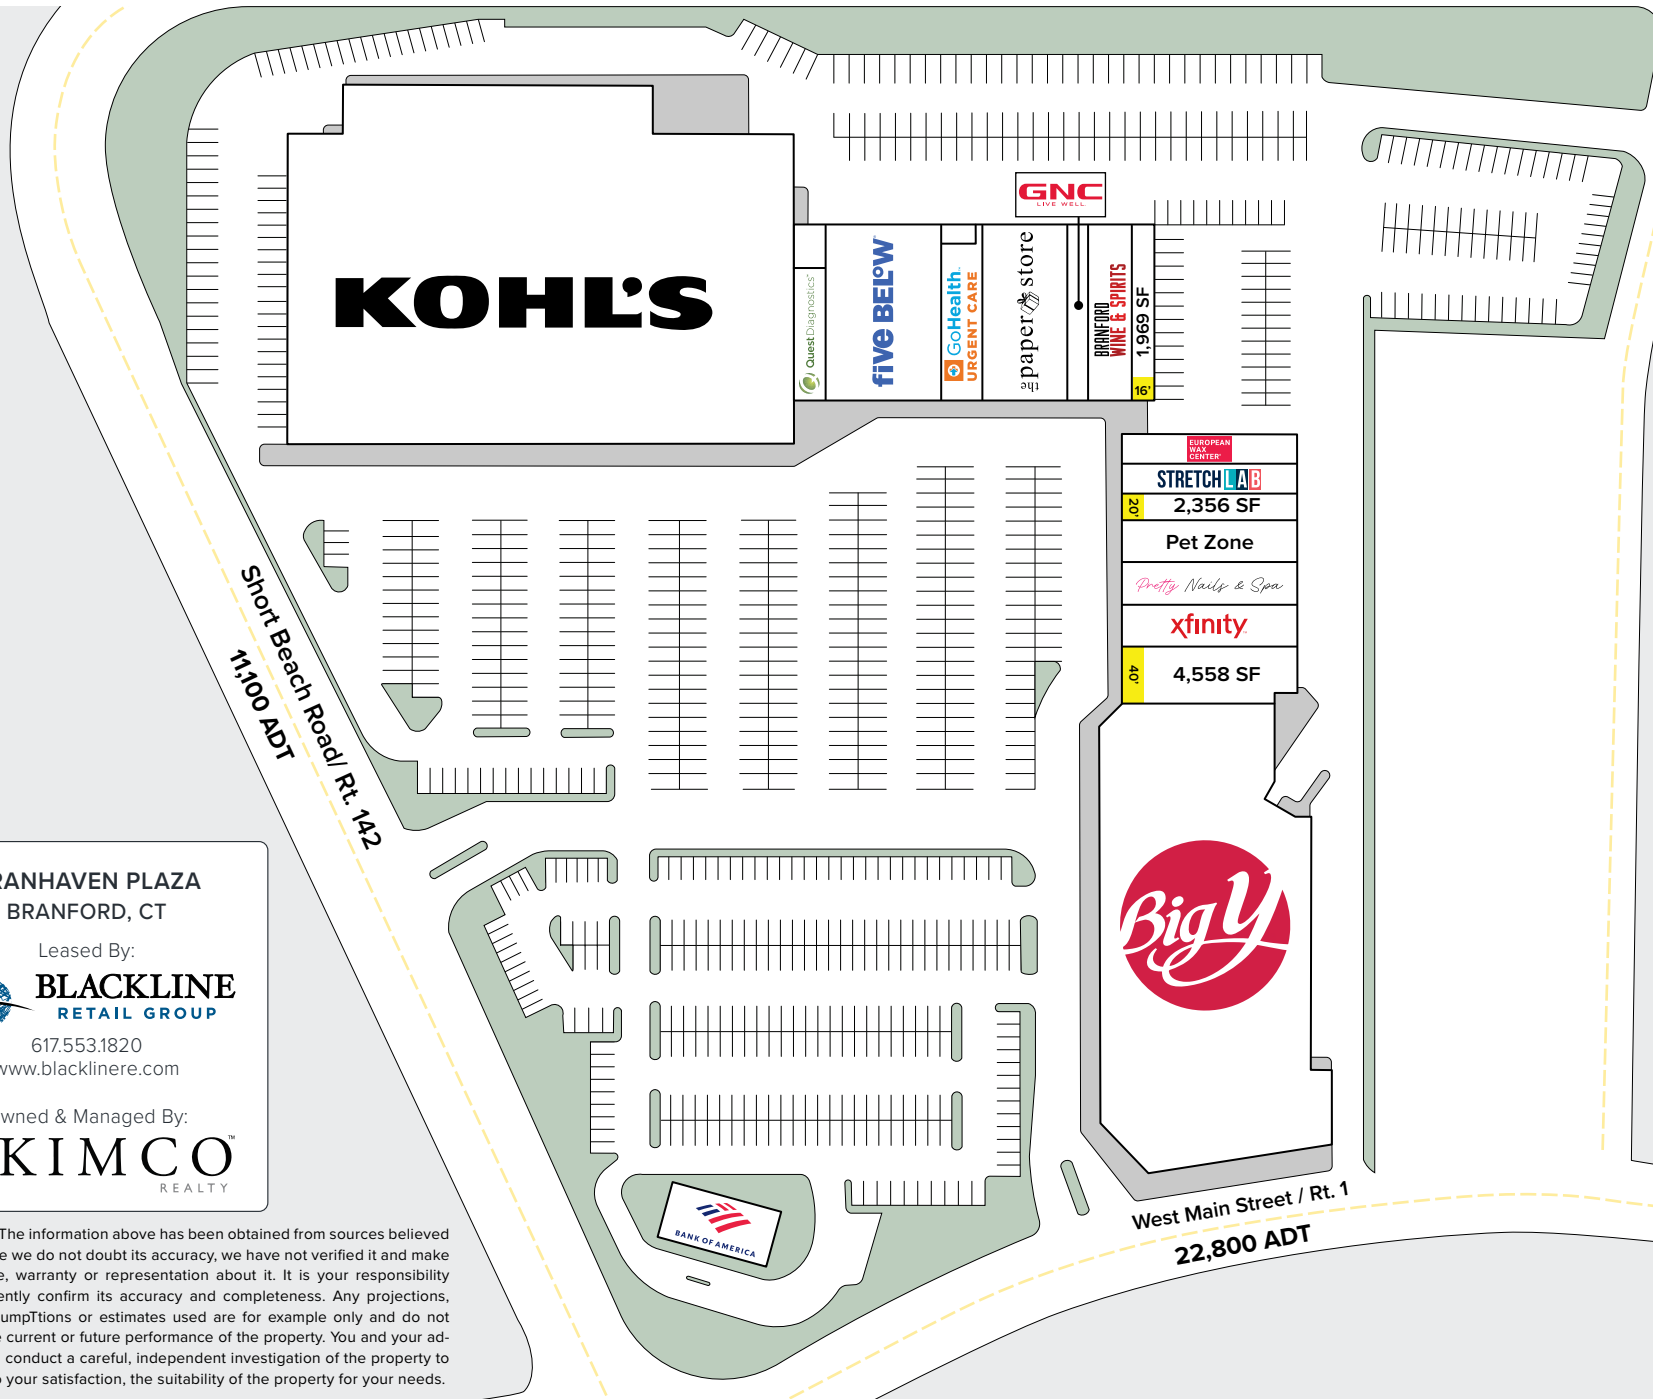 GNC
LIVE WELL
KOHL'S
Quest Diagnostics
five BELOW
GoHealth
URGENT CARE
the paper store
BRANFORD
WINE & SPIRITS
1,969 SF
16'
EUROPEAN
WAX
CENTER
STRETCH LAB
20'
2,356 SF
Pet Zone
Pretty Nails & Spa
xfinity
40'
4,558 SF
Big Y
Short Beach Road/ Rt. 142
11,100 ADT
RANHAVEN PLAZA
BRANFORD, CT
Leased By:
BLACKLINE
RETAIL GROUP
617.553.1820
www.blacklinere.com
wned & Managed By:
KIMCO™
REALTY
BANK OF AMERICA
West Main Street / Rt. 1
22,800 ADT
The information above has been obtained from sources believed
e we do not doubt its accuracy, we have not verified it and make
e, warranty or representation about it. It is your responsibility
ently confirm its accuracy and completeness. Any projections,
umpTtions or estimates used are for example only and do not
e current or future performance of the property. You and your ad-
conduct a careful, independent investigation of the property to
o your satisfaction, the suitability of the property for your needs.